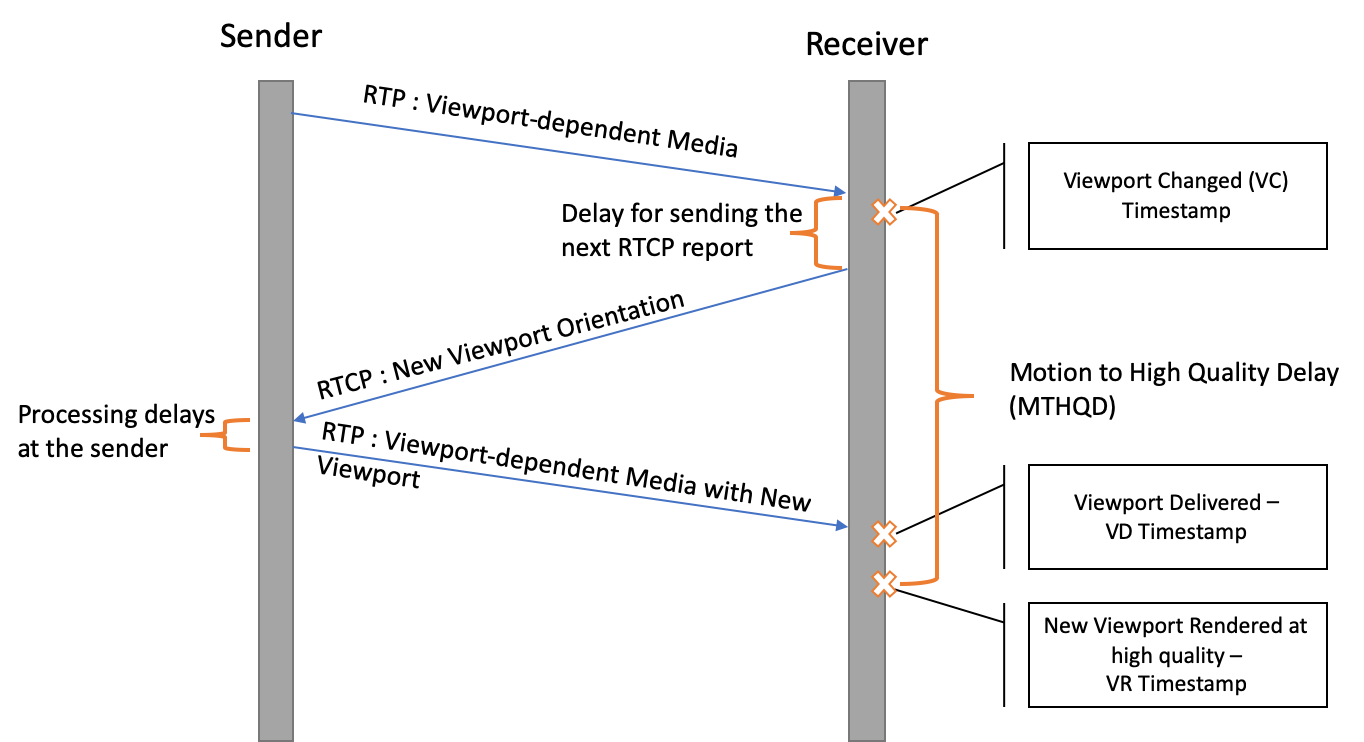 Sender
Receiver
RTP : Viewport-dependent Media
Viewport Changed (VC)
Timestamp
Delay for sending the
next RTCP report
RTCP : New Viewport Orientation
Motion to High Quality Delay
(MTHQD)
Processing delays
at the sender
RTP : Viewport-dependent Media with New
Viewport
Viewport Delivered –
VD Timestamp
New Viewport Rendered at
high quality –
VR Timestamp